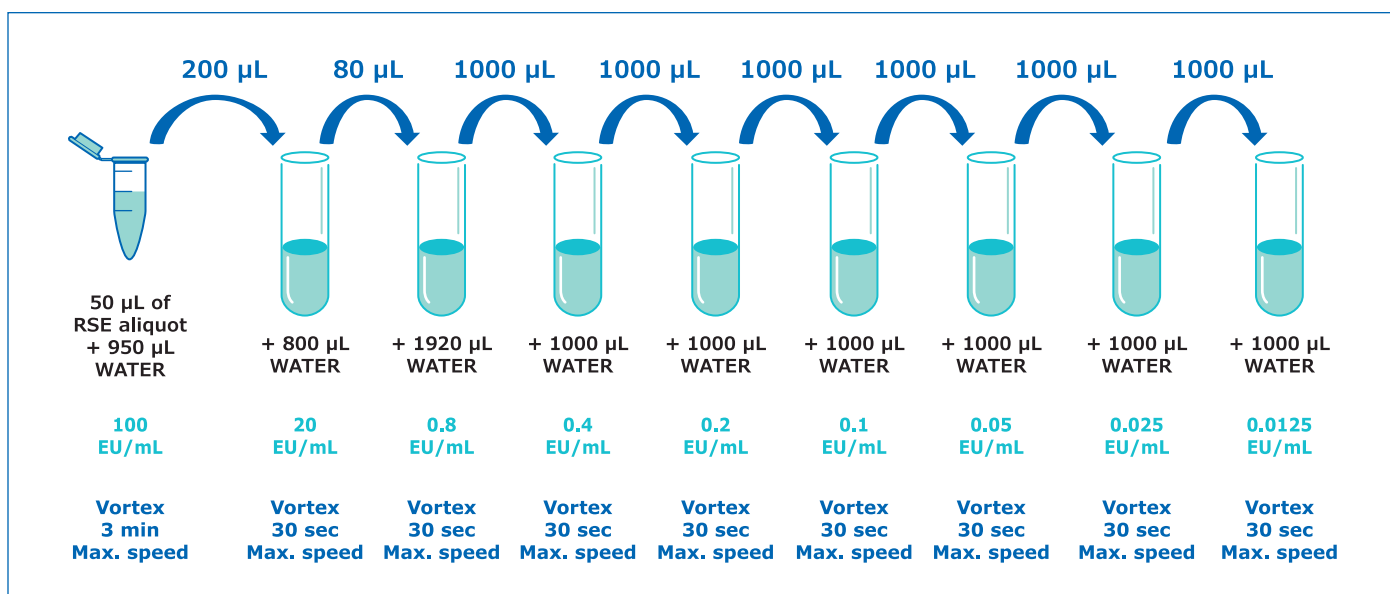 200 µL
80 µL
1000 µL
1000 µL
1000 µL
1000 µL
1000 µL
1000 µL
50 µL of
RSE aliquot
+ 950 µL
WATER
+ 800 µL
WATER
+ 1920 µL
WATER
+ 1000 µL
WATER
+ 1000 µL
WATER
+ 1000 µL
WATER
+ 1000 µL
WATER
+ 1000 µL
WATER
+ 1000 µL
WATER
100
EU/mL
20
EU/mL
0.8
EU/mL
0.4
EU/mL
0.2
EU/mL
0.1
EU/mL
0.05
EU/mL
0.025
EU/mL
0.0125
EU/mL
Vortex
3 min
Max. speed
Vortex
30 sec
Max. speed
Vortex
30 sec
Max. speed
Vortex
30 sec
Max. speed
Vortex
30 sec
Max. speed
Vortex
30 sec
Max. speed
Vortex
30 sec
Max. speed
Vortex
30 sec
Max. speed
Vortex
30 sec
Max. speed